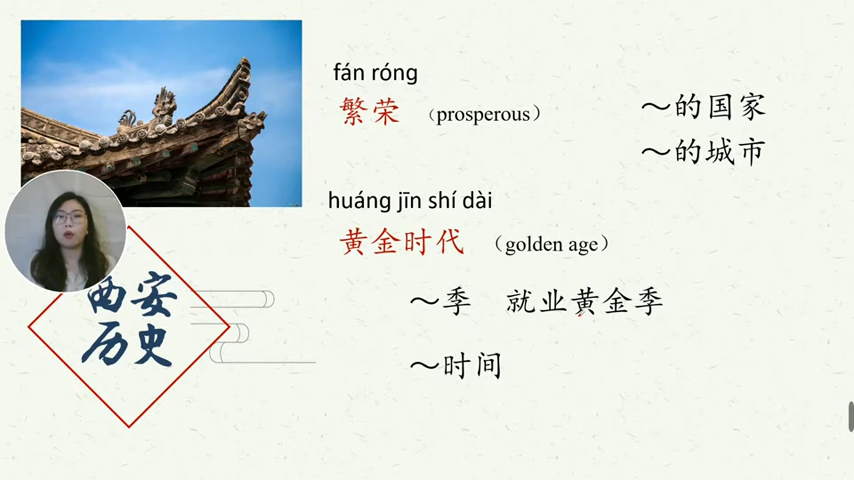 fán róng
繁荣 （prosperous）
～的国家
～的城市
huáng jīn shí dài
黄金时代 （golden age）
～季 就业黄金季
～时间
西安
历史